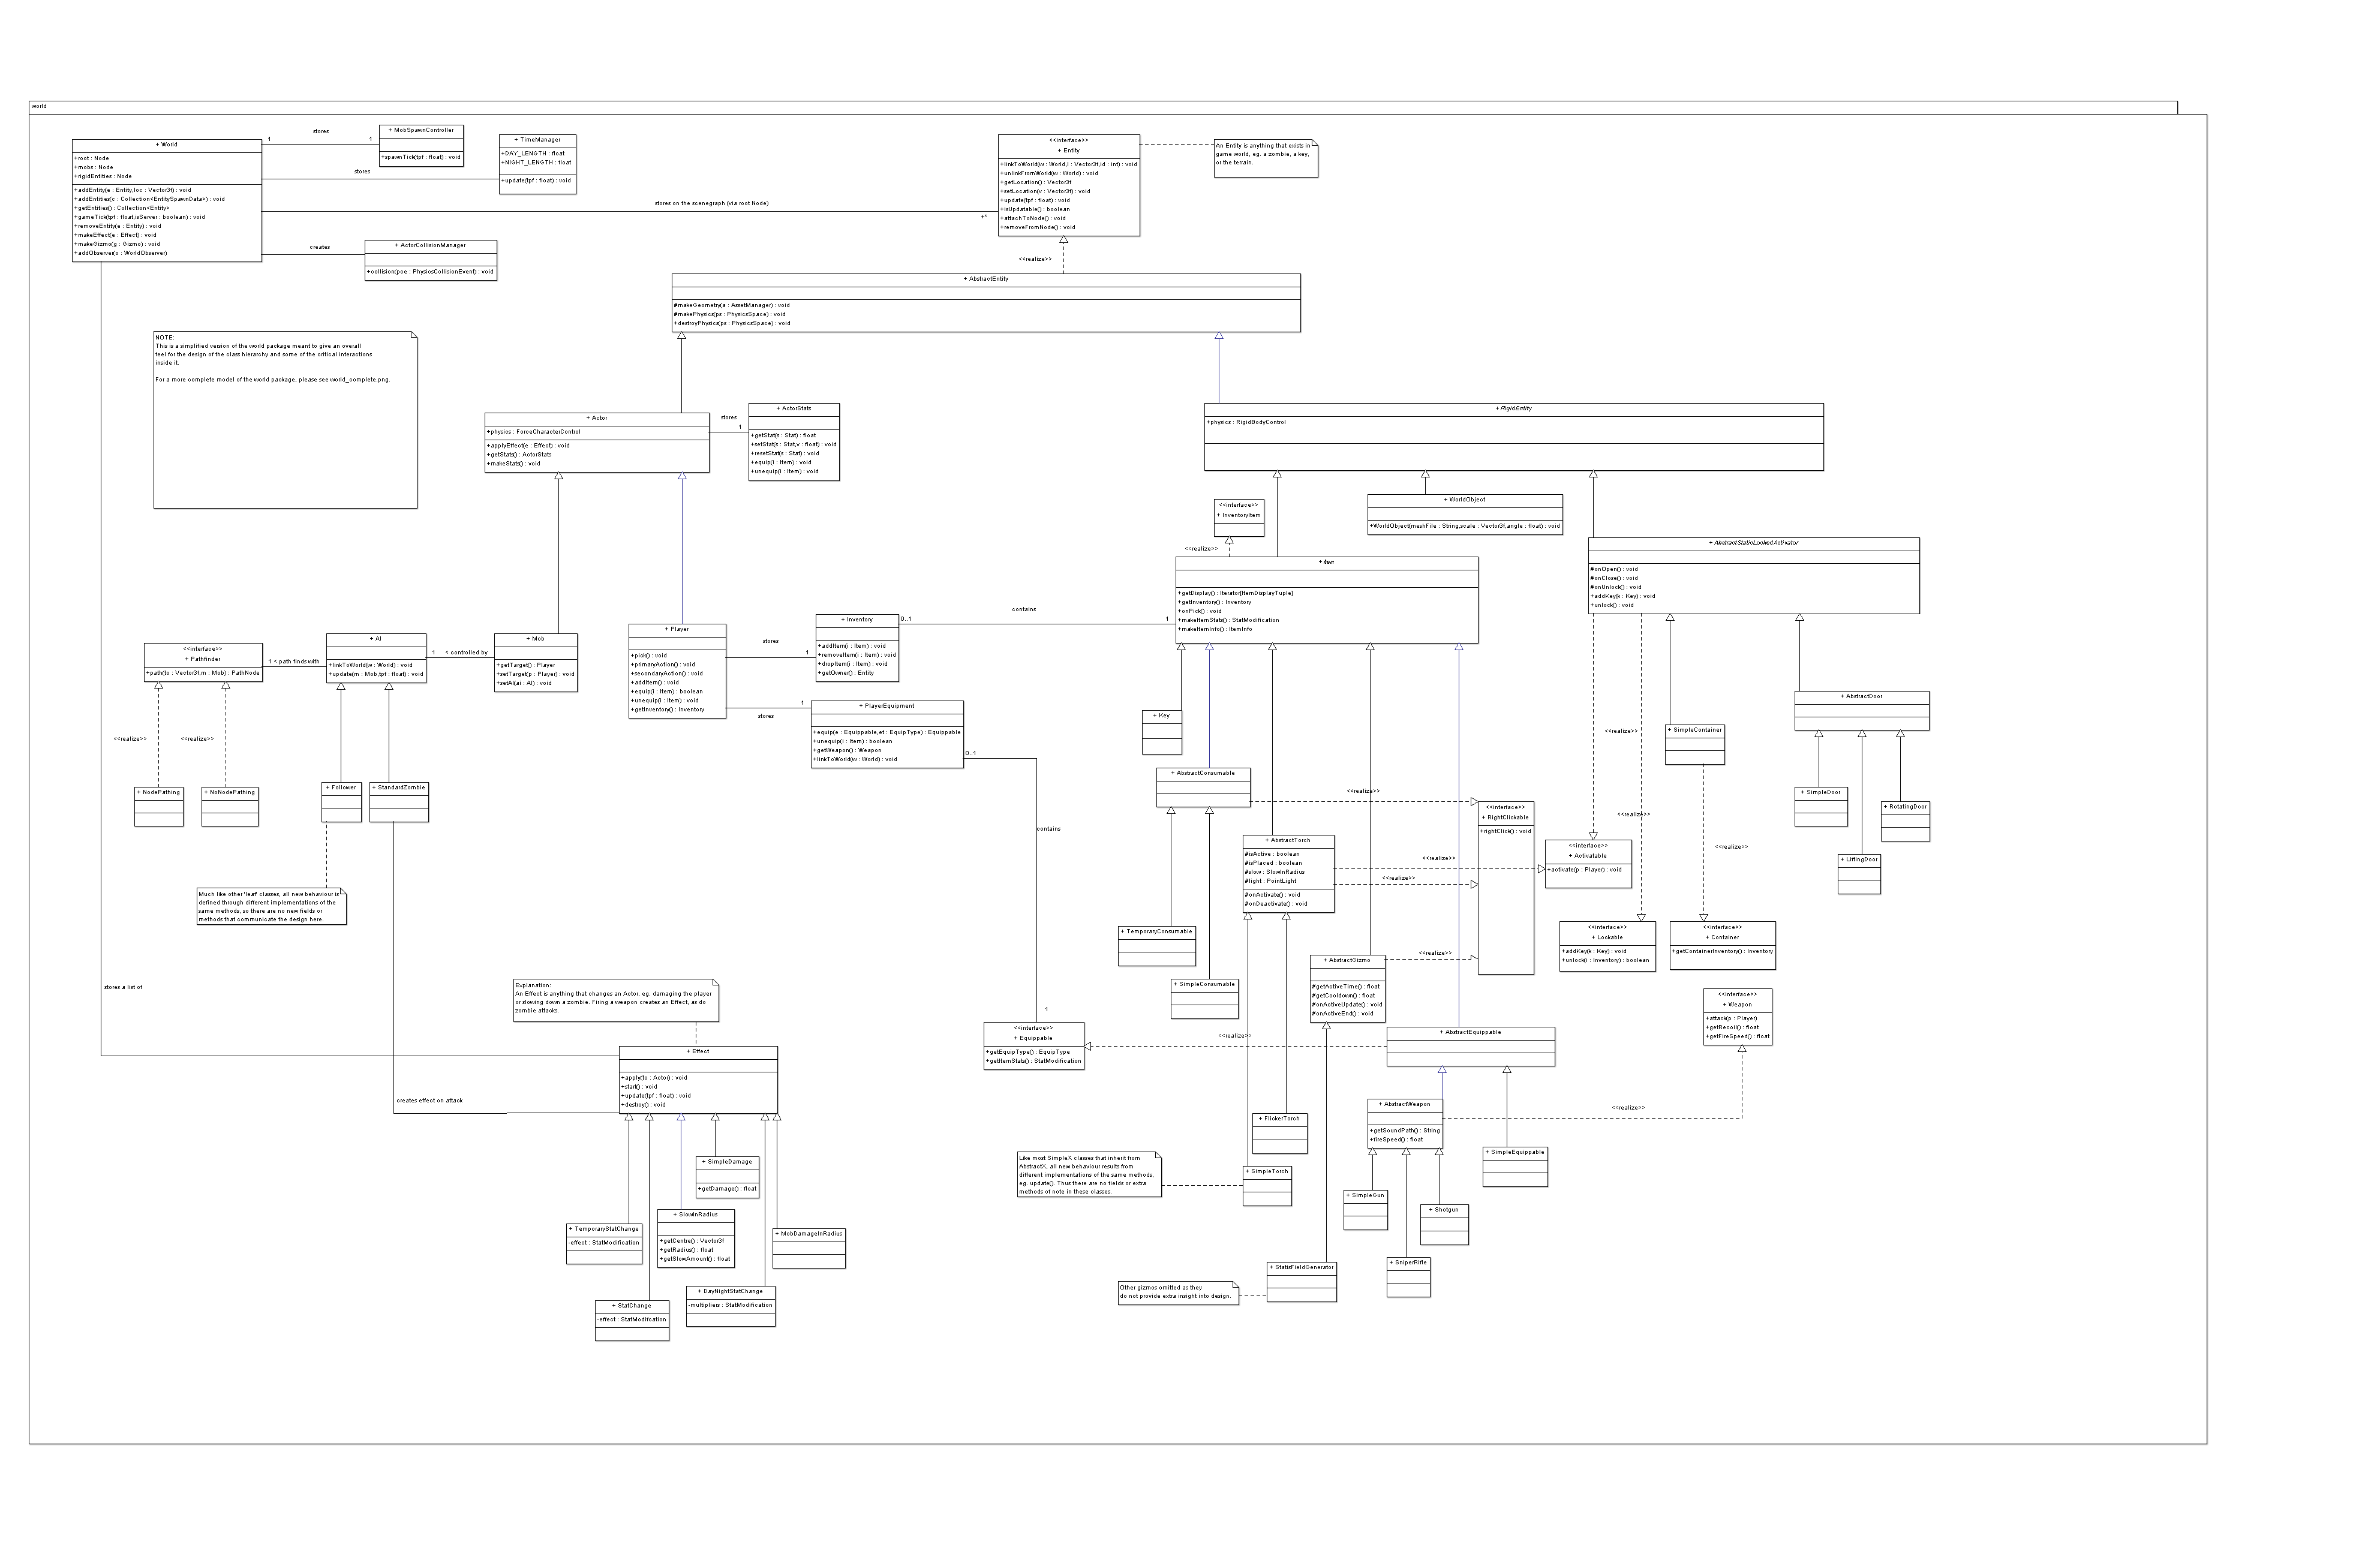 world
+ World
+root : Node
+mobs : Node
+rigidEntities : Node
+addEntity(e : Entity,loc : Vector3f) : void
+addEntities(c : Collection<EntitySpawnData>) : void
+getEntities() : Collection<Entity>
+gameTick(tpf : float,isServer : boolean) : void
+removeEntity(e : Entity) : void
+makeEffect(e : Effect) : void
+makeGizmo(g : Gizmo) : void
+addObserver(o : WorldObserver)
stores
1
1
+ MobSpawnController
+spawnTick(tpf : float) : void
stores
+ TimeManager
+DAY_LENGTH : float
+NIGHT_LENGTH : float
+update(tpf : float) : void
stores on the scenegraph (via root Node)
+*
creates
+ ActorCollisionManager
+collision(pce : PhysicsCollisionEvent) : void
<<interface>>
+ Entity
+linkToWorld(w : World,l : Vector3f,id : int) : void
+unlinkFromWorld(w : World) : void
+getLocation() : Vector3f
+setLocation(v : Vector3f) : void
+update(tpf : float) : void
+isUpdatable() : boolean
+attachToNode() : void
+removeFromNode() : void
An Entity is anything that exists in
game world, eg. a zombie, a key,
or the terrain.
<<realize>>
+ AbstractEntity
#makeGeometry(a : AssetManager) : void
#makePhysics(ps : PhysicsSpace) : void
+destroyPhysics(ps : PhysicsSpace) : void
NOTE:
This is a simplified version of the world package meant to give an overall
feel for the design of the class hierarchy and some of the critical interactions
inside it.
For a more complete model of the world package, please see world_complete.png.
+ Actor
+physics : ForceCharacterControl
+applyEffect(e : Effect) : void
+getStats() : ActorStats
+makeStats() : void
stores
1
+ ActorStats
+getStat(s : Stat) : float
+setStat(s : Stat,v : float) : void
+resetStat(s : Stat) : void
+equip(i : Item) : void
+unequip(i : Item) : void
+ RigidEntity
+physics : RigidBodyControl
<<interface>>
+ InventoryItem
<<realize>>
+ WorldObject
+WorldObject(meshFile : String,scale : Vector3f,angle : float) : void
+ AbstractStaticLockedActivator
#onOpen() : void
#onClose() : void
#onUnlock() : void
+addKey(k : Key) : void
+unlock() : void
+ Item
+getDisplay() : Iterator[ItemDisplayTuple]
+getInventory() : Inventory
+onPick() : void
+makeItemStats() : StatModification
+makeItemInfo() : ItemInfo
<<interface>>
+ Pathfinder
+path(to : Vector3f,m : Mob) : PathNode
1 < path finds with
+ AI
+linkToWorld(w : World) : void
+update(m : Mob,tpf : float) : void
1
< controlled by
+ Mob
+getTarget() : Player
+setTarget(p : Player) : void
+setAI(ai : AI) : void
+ Player
+pick() : void
+primaryAction() : void
+secondaryAction() : void
+addItem() : void
+equip(i : Item) : boolean
+unequip(i : Item) : void
+getInventory() : Inventory
stores
1
+ Inventory
+addItem(i : Item) : void
+removeItem(i : Item) : void
+dropItem(i : Item) : void
+getOwner() : Entity
0..1
contains
1
stores
1
+ PlayerEquipment
+equip(e : Equippable,et : EquipType) : Equippable
+unequip(i : Item) : boolean
+getWeapon() : Weapon
+linkToWorld(w : World) : void
0..1
contains
1
<<realize>>
<<realize>>
+ NodePathing
+ NoNodePathing
+ Follower
+ StandardZombie
Much like other 'leaf' classes, all new behaviour is
defined through different implementations of the
same methods, so there are no new fields or
methods that communicate the design here.
+ Key
+ AbstractConsumable
<<realize>>
<<interface>>
+ RightClickable
+rightClick() : void
+ AbstractTorch
#isActive : boolean
#isPlaced : boolean
#slow : SlowInRadius
#light : PointLight
#onActivate() : void
#onDeactivate() : void
<<realize>>
<<realize>>
<<interface>>
+ Activatable
+activate(p : Player) : void
<<realize>>
<<realize>>
+ SimpleContainer
<<realize>>
+ AbstractDoor
+ SimpleDoor
+ RotatingDoor
+ LiftingDoor
<<interface>>
+ Lockable
+addKey(k : Key) : void
+unlock(i : Inventory) : boolean
<<interface>>
+ Container
+getContainerInventory() : Inventory
+ TemporaryConsumable
+ SimpleConsumable
+ AbstractGizmo
#getActiveTime() : float
#getCooldown() : float
#onActiveUpdate() : void
#onActiveEnd() : void
<<realize>>
<<interface>>
+ Weapon
+attack(p : Player)
+getRecoil() : float
+getFireSpeed() : float
<<interface>>
+ Equippable
+getEquipType() : EquipType
+getItemStats() : StatModification
<<realize>>
+ AbstractEquippable
+ AbstractWeapon
+getSoundPath() : String
+fireSpeed() : float
<<realize>>
+ SimpleEquippable
+ FlickerTorch
+ SimpleTorch
Like most SimpleX classes that inherit from
AbstractX, all new behaviour results from
different implementations of the same methods,
eg. update(). Thus there are no fields or extra
methods of note in these classes.
+ SimpleGun
+ Shotgun
+ SniperRifle
+ StatisFieldGenerator
Other gizmos omitted as they
do not provide extra insight into design.
stores a list of
Explanation:
An Effect is anything that changes an Actor, eg. damaging the player
or slowing down a zombie. Firing a weapon creates an Effect, as do
zombie attacks.
creates effect on attack
+ Effect
+apply(to : Actor) : void
+start() : void
+update(tpf : float) : void
+destroy() : void
+ SimpleDamage
+getDamage() : float
+ SlowInRadius
+getCentre() : Vector3f
+getRadius() : float
+getSlowAmount() : float
+ TemporaryStatChange
-effect : StatModification
+ MobDamageInRadius
+ StatChange
-effect : StatModifcation
+ DayNightStatChange
-multipliers : StatModification